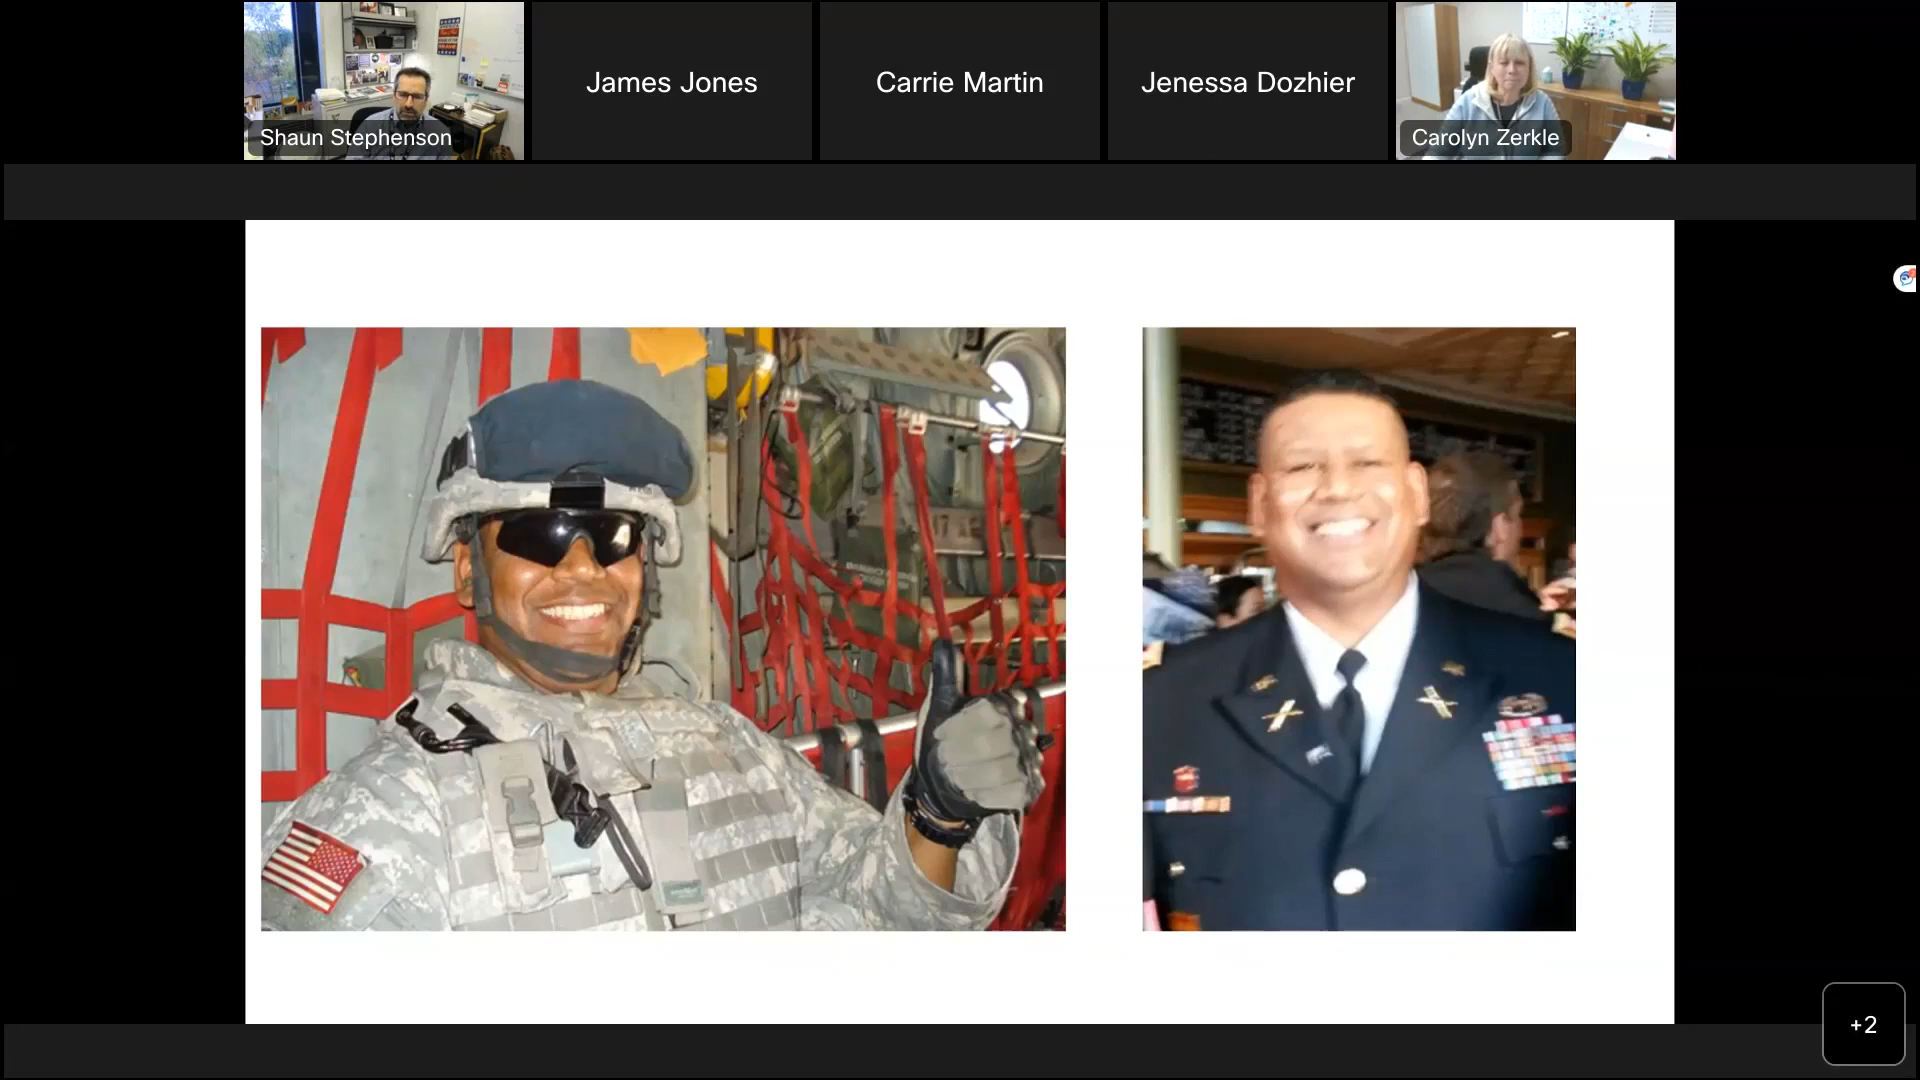 James Jones
Carrie Martin
Jenessa Dozhier
Shaun Stephenson
Carolyn Zerkle
+2